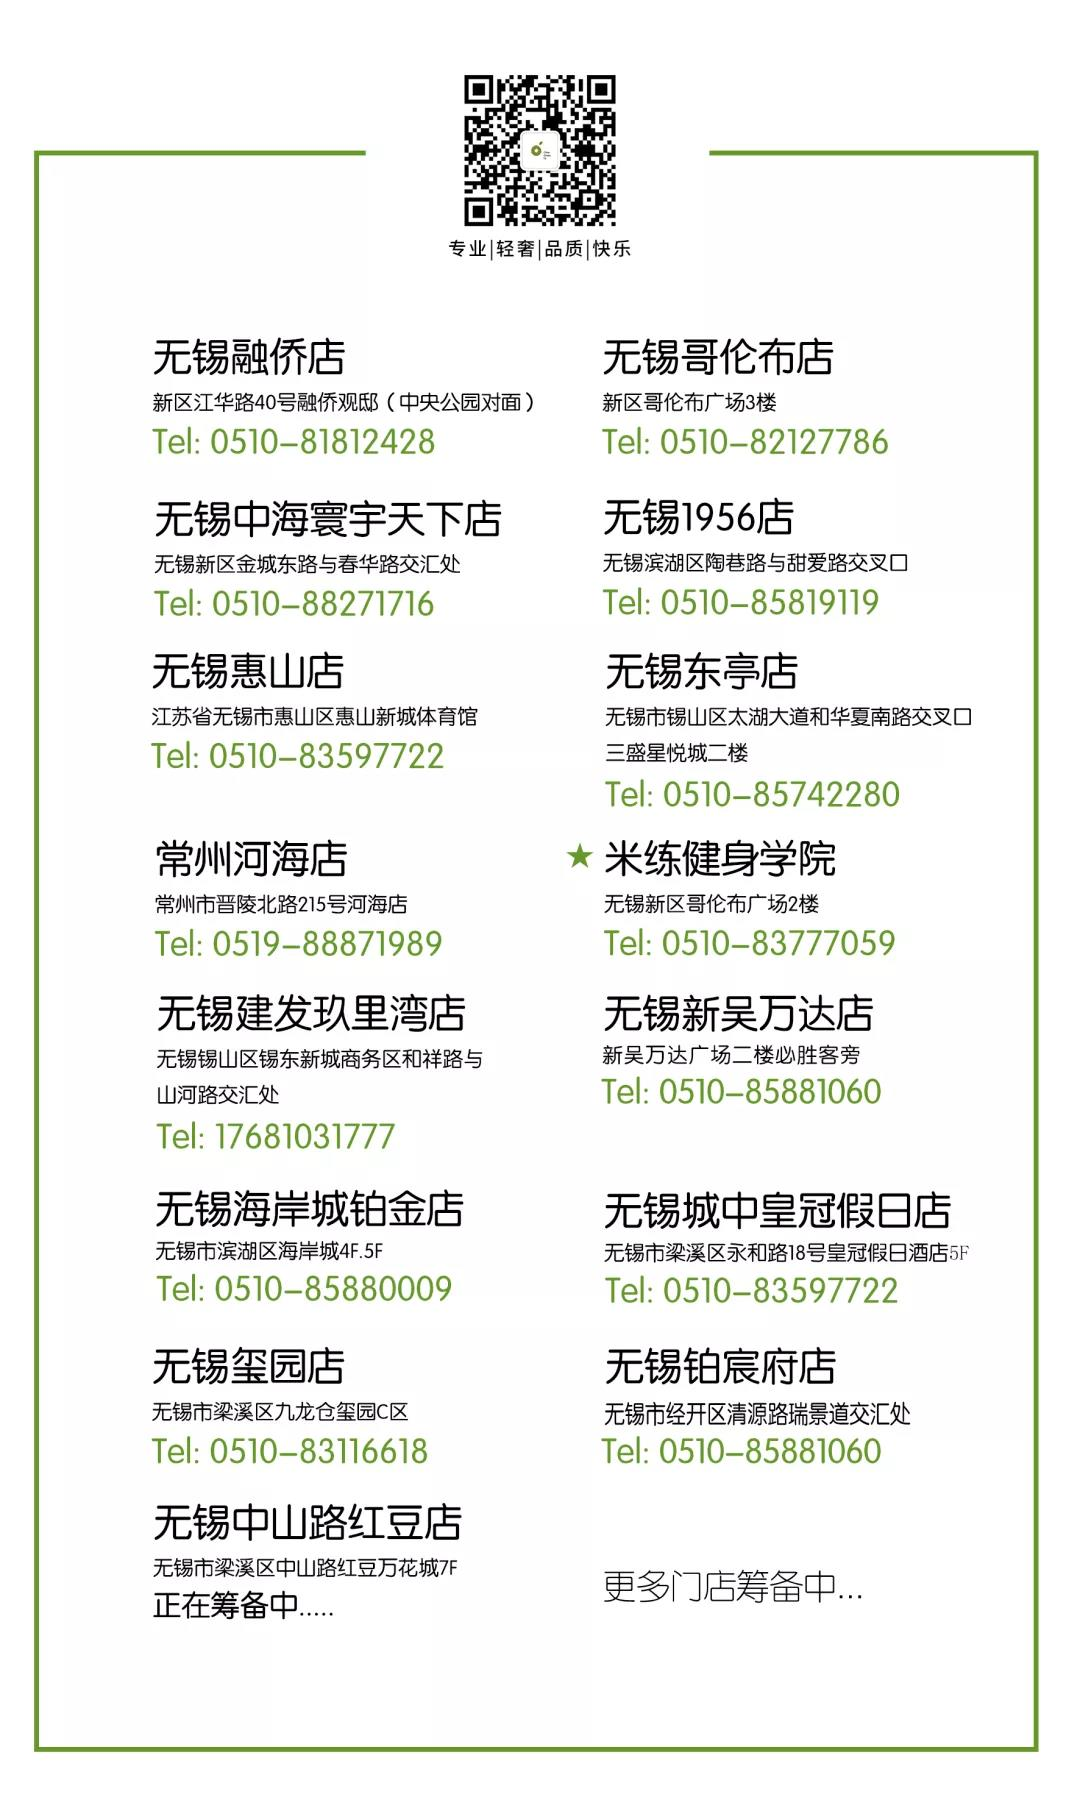 专业|轻奢|品质|快乐
无锡融侨店
新区江华路40号融侨观邸（中央公园对面）
Tel: 0510-81812428
无锡哥伦布店
新区哥伦布广场3楼
Tel: 0510-82127786
无锡中海寰宇天下店
无锡新区金城东路与春华路交汇处
Tel: 0510-88271716
无锡1956店
无锡滨湖区陶巷路与甜爱路交叉口
Tel: 0510-85819119
无锡惠山店
江苏省无锡市惠山区惠山新城体育馆
Tel: 0510-83597722
无锡东亭店
无锡市锡山区太湖大道和华夏南路交叉口
三盛星悦城二楼
Tel: 0510-85742280
常州河海店
常州市晋陵北路215号河海店
Tel: 0519-88871989
★ 米练健身学院
无锡新区哥伦布广场2楼
Tel: 0510-83777059
无锡建发玖里湾店
无锡锡山区锡东新城商务区和祥路与
山河路交汇处
Tel: 17681031777
无锡新吴万达店
新吴万达广场二楼必胜客旁
Tel: 0510-85881060
无锡海岸城铂金店
无锡市滨湖区海岸城4F.5F
Tel: 0510-85880009
无锡城中皇冠假日店
无锡市梁溪区永和路18号皇冠假日酒店5F
Tel: 0510-83597722
无锡玺园店
无锡市梁溪区九龙仓玺园C区
Tel: 0510-83116618
无锡铂宸府店
无锡市经开区清源路瑞景道交汇处
Tel: 0510-85881060
无锡中山路红豆店
无锡市梁溪区中山路红豆万花城7F
正在筹备中.....
更多门店筹备中...